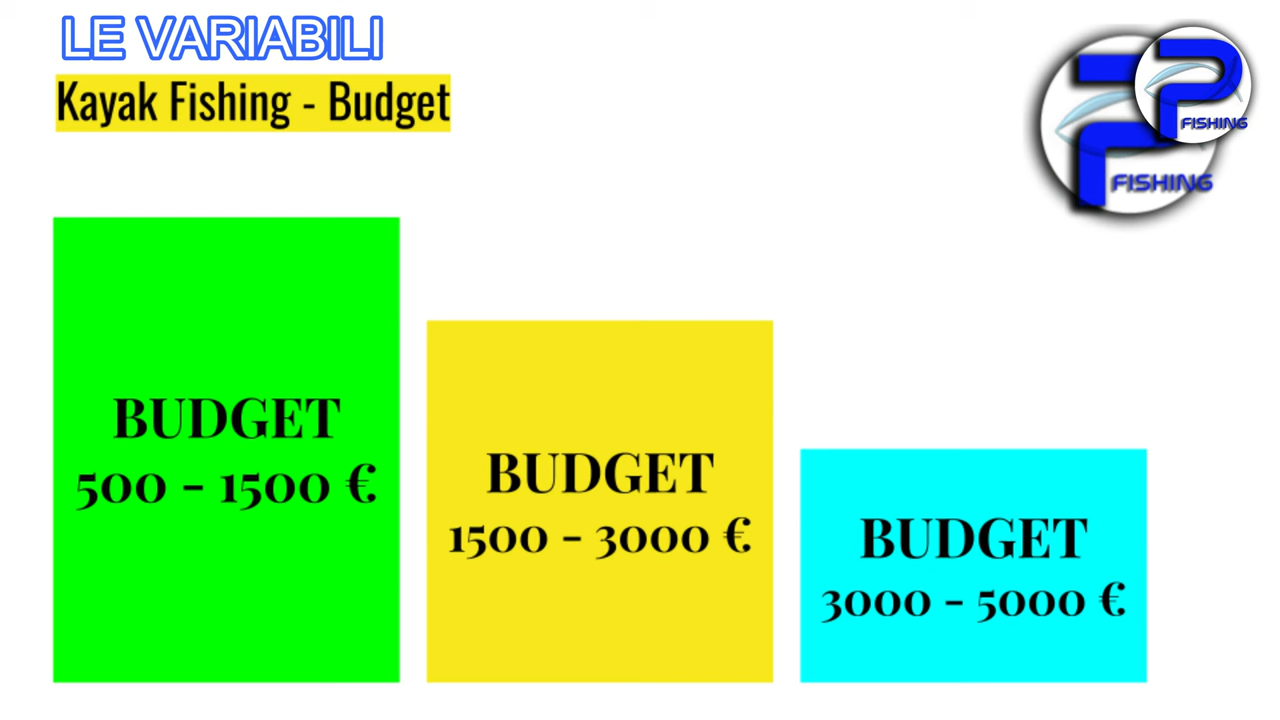 LE VARIABILI
Kayak Fishing - Budget
FISHING
FISHING
BUDGET
500 - 1500 €
BUDGET
1500 - 3000 €
BUDGET
3000 - 5000 €